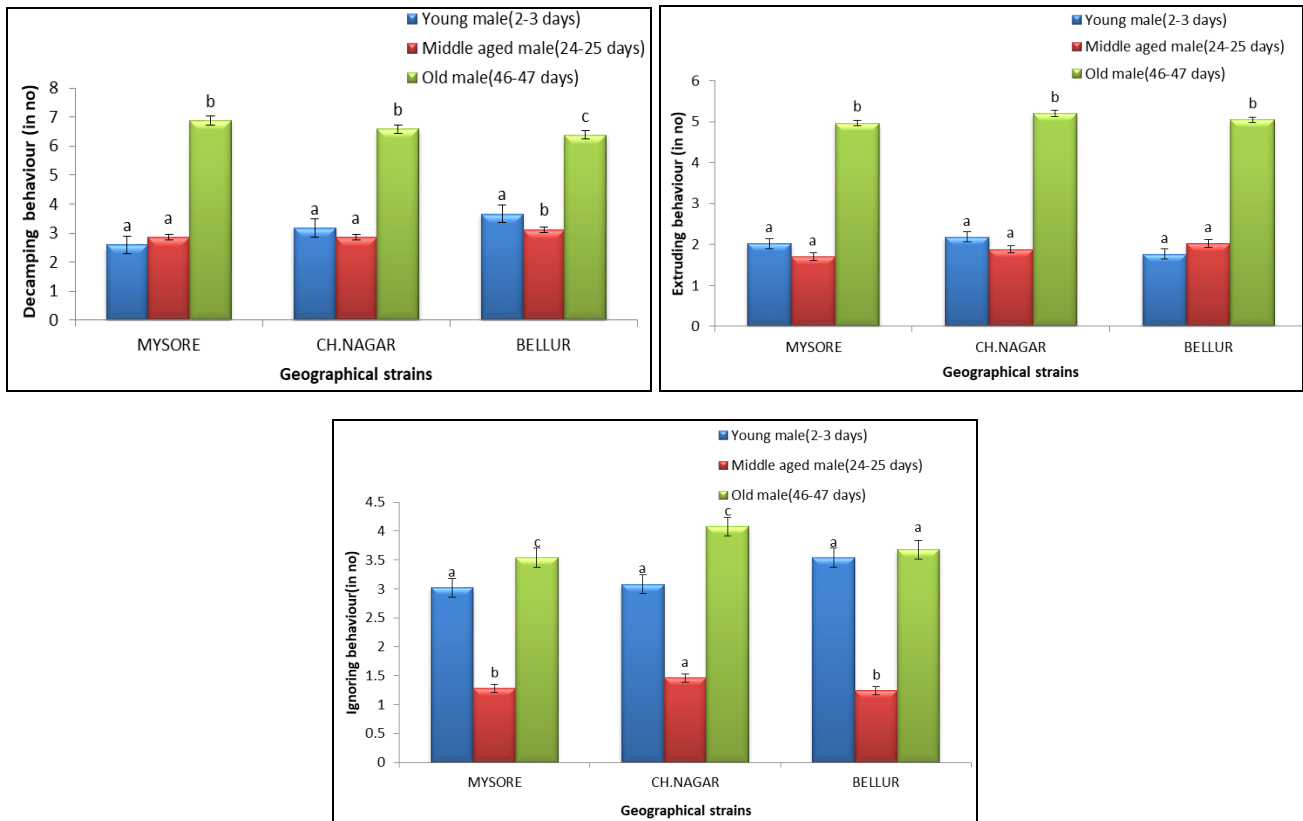 Young male(2-3 days)
Middle aged male(24-25 days)
Old male(46-47 days)
Decamping behaviour (in no)
8
7
6
5
4
3
2
1
0
a a b
a a b
a b c
MYSORE CH.NAGAR BELLUR
Geographical strains
Young male(2-3 days)
Middle aged male(24-25 days)
Old male(46-47 days)
Extruding behaviour (in no)
6
5
4
3
2
1
0
a a b
a a b
a a b
MYSORE CH.NAGAR BELLUR
Geographical strains
Young male(2-3 days)
Middle aged male(24-25 days)
Old male(46-47 days)
Ignoring behaviour(in no)
4.5
4
3.5
3
2.5
2
1.5
1
0.5
0
a b c
a a c
a b a
MYSORE CH.NAGAR BELLUR
Geographical strains